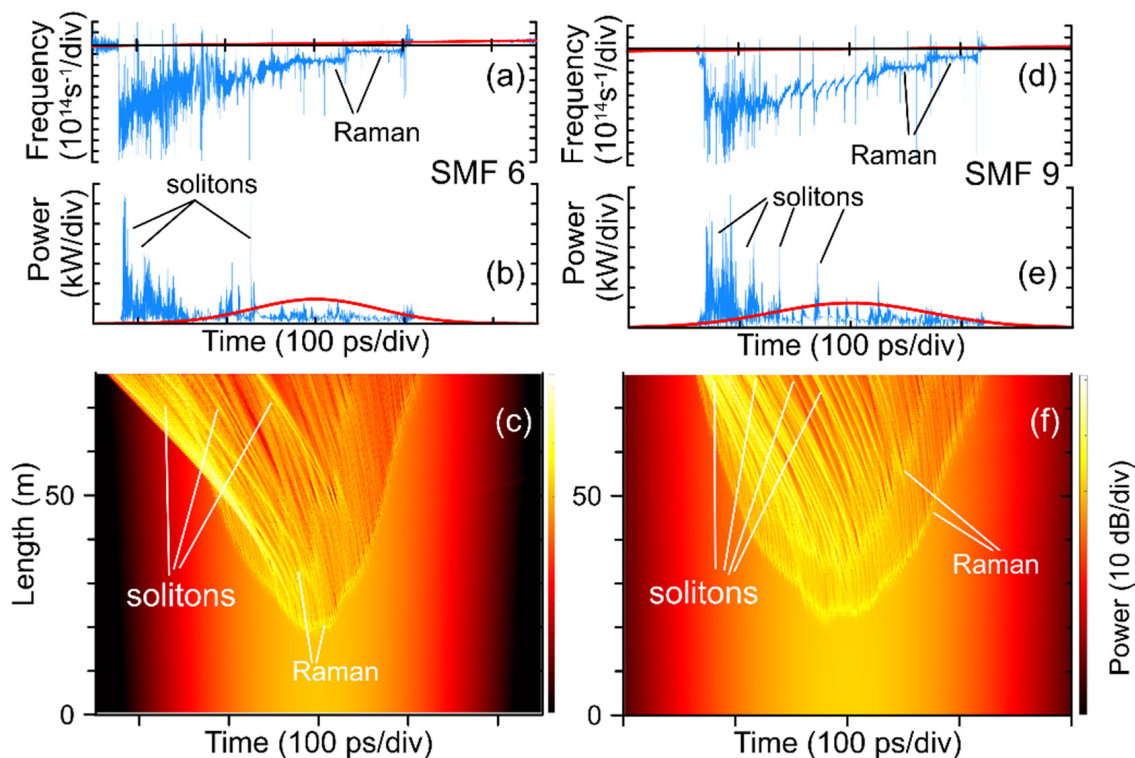 Frequency
(10¹⁴s⁻¹/div)
(a)
Raman
SMF 6
Power
(kW/div)
solitons
(b)
Time (100 ps/div)
Frequency
(10¹⁴s⁻¹/div)
(d)
Raman
SMF 9
Power
(kW/div)
solitons
(e)
Time (100 ps/div)
Length (m)
50
0
(c)
solitons
Raman
Time (100 ps/div)
50
0
(f)
solitons
Raman
Time (100 ps/div)
Power (10 dB/div)